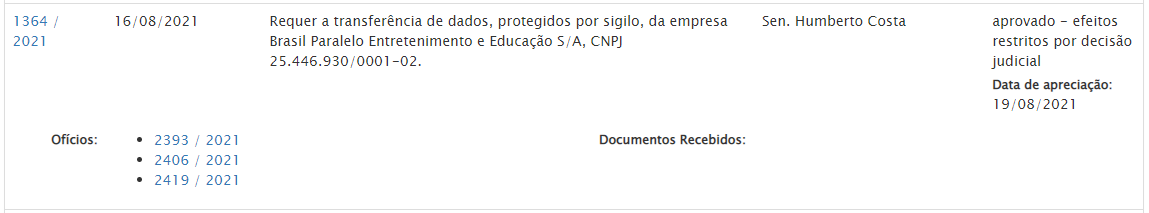 1364 /
2021
16/08/2021
Requer a transferência de dados, protegidos por sigilo, da empresa
Brasil Paralelo Entretenimento e Educação S/A, CNPJ
25.446.930/0001-02.
Sen. Humberto Costa
aprovado - efeitos
restritos por decisão
judicial
Data de apreciação:
19/08/2021
Ofícios:
• 2393 / 2021
• 2406 / 2021
• 2419 / 2021
Documentos Recebidos: